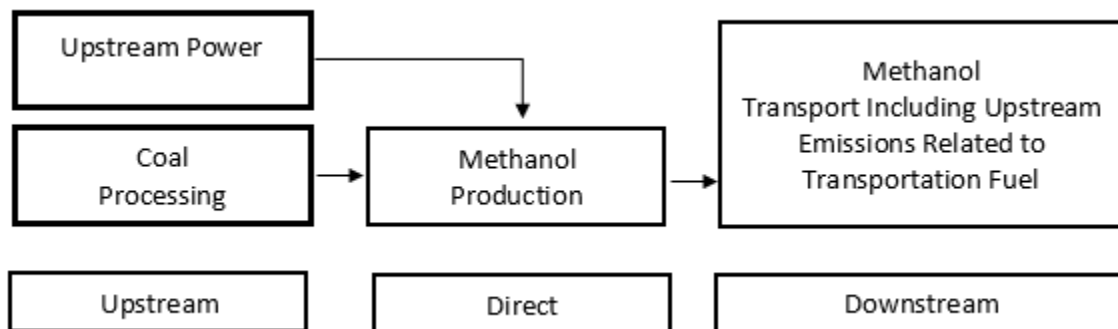 Upstream Power
Coal
Processing
Methanol
Production
Methanol
Transport Including Upstream
Emissions Related to
Transportation Fuel
Upstream
Direct
Downstream